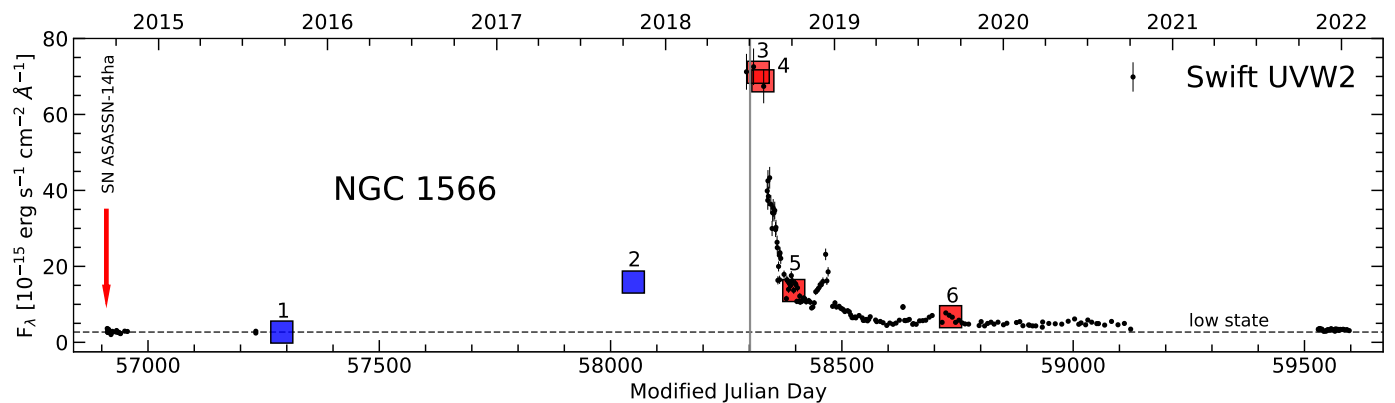 2015 2016 2017 2018 2019 2020 2021 2022
80
60
40
20
0
F_λ [10⁻¹⁵ erg s⁻¹ cm⁻² Å⁻¹]
SN ASASSN-14ha
NGC 1566
Swift UVW2
3
4
2
5
1
6
low state
57000 57500 58000 58500 59000 59500
Modified Julian Day